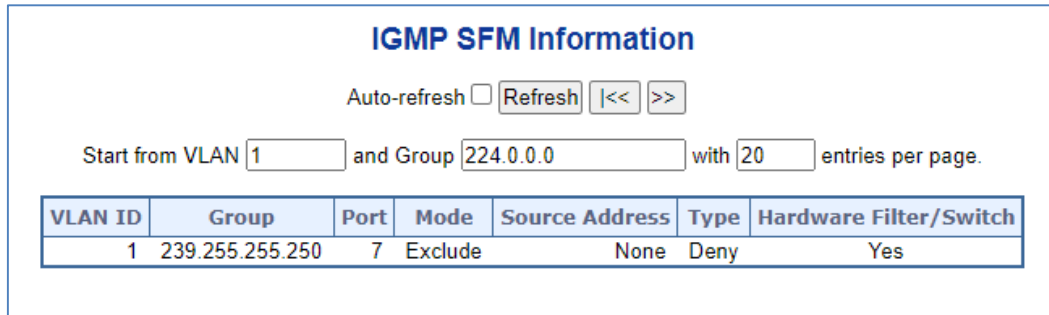 IGMP SFM Information
Auto-refresh Refresh |<< >>
Start from VLAN 1 and Group 224.0.0.0 with 20 entries per page.
VLAN ID Group Port Mode Source Address Type Hardware Filter/Switch
1 239.255.255.250 7 Exclude None Deny Yes